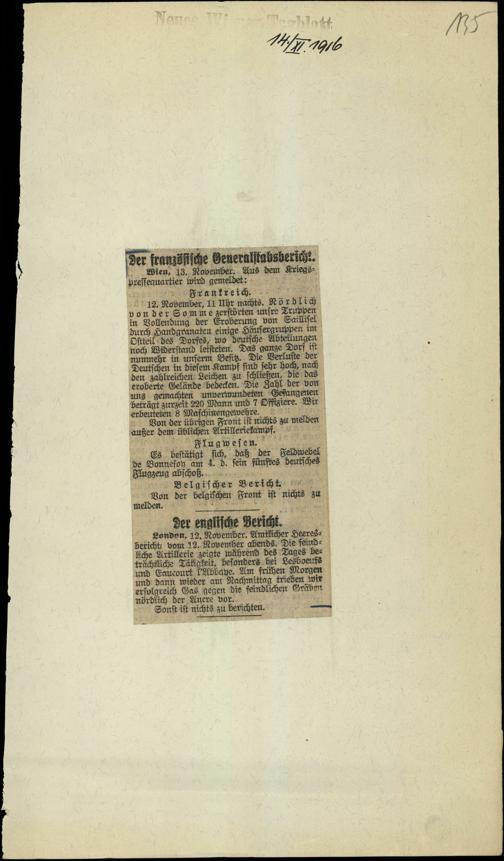 Neues Wiener Tagblatt
135
14/XI. 1916
Der französische Generalstabsbericht.
Wien, 13. November. Aus dem Kriegs-
pressequartier wird gemeldet:
Frankreich.
12. November, 11 Uhr nachts. Nördlich
von der Somme zerstörten unsre Truppen
in Vollendung der Eroberung von Saillisel
durch Handgranaten einige Häusergruppen im
Ostteil des Dorfes, wo deutsche Abteilungen
noch Widerstand leisteten. Das ganze Dorf ist
nunmehr in unserm Besitz. Die Verluste der
Deutschen in diesem Kampf sind sehr hoch, nach
den zahlreichen Leichen zu schließen, die das
eroberte Gelände bedecken. Die Zahl der von
uns gemachten unverwundeten Gefangenen
beträgt zurzeit 220 Mann und 7 Offiziere. Wir
erbeuteten 8 Maschinengewehre.
Von der übrigen Front ist nichts zu melden
außer dem üblichen Artilleriekampf.
Flugwesen.
Es bestätigt sich, daß der Feldwebel
de Bonnefoy am 4. d. sein fünftes deutsches
Flugzeug abschoß.
Belgischer Bericht.
Von der belgischen Front ist nichts zu
melden.
Der englische Bericht.
London, 12. November. Amtlicher Heeres-
bericht vom 12. November abends. Die feind-
liche Artillerie zeigte während des Tages be-
trächtliche Tätigkeit, besonders bei Lesboeufs
und Eaucourt l'Abbaye. Am frühen Morgen
und dann wieder am Nachmittag trieben wir
erfolgreich Gas gegen die feindlichen Gräben
nördlich der Ancre vor.
Sonst ist nichts zu berichten.